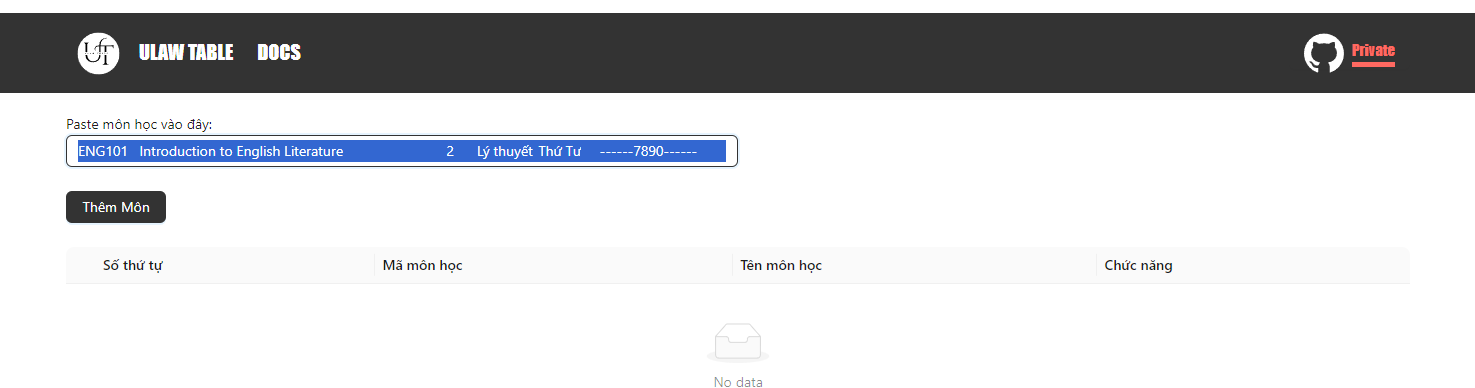 UfT ULAW TABLE DOCS Private
Paste môn học vào đây:
ENG101 Introduction to English Literature 2 Lý thuyết Thứ Tư ------7890------
Thêm Môn
Số thứ tự Mã môn học Tên môn học Chức năng
No data